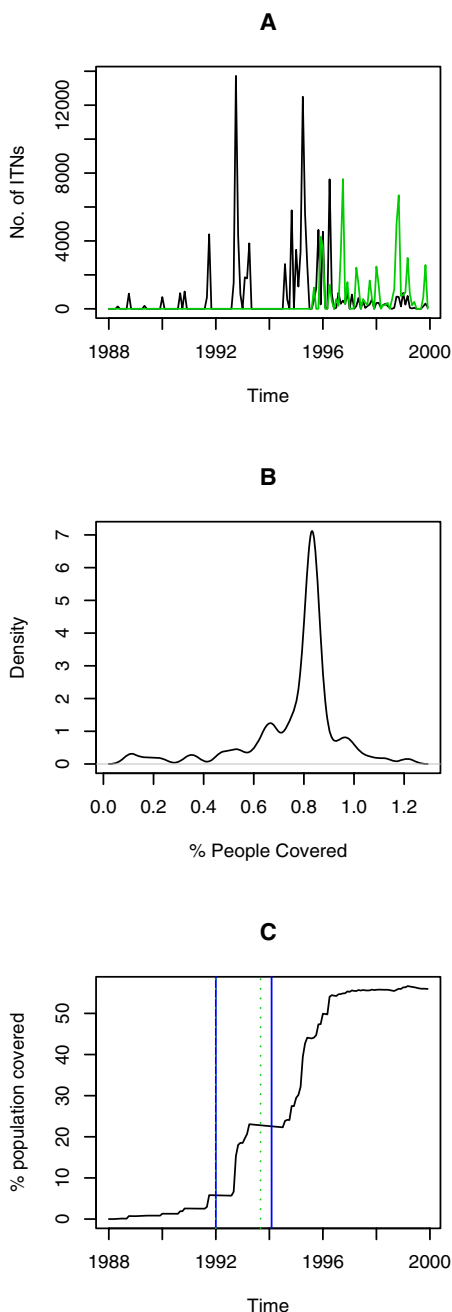 A
No. of ITNs
0 4000 8000 12000
1988 1992 1996 2000
Time
B
Density
0 1 2 3 4 5 6 7
0.0 0.2 0.4 0.6 0.8 1.0 1.2
% People Covered
C
% population covered
0 10 20 30 40 50
1988 1992 1996 2000
Time